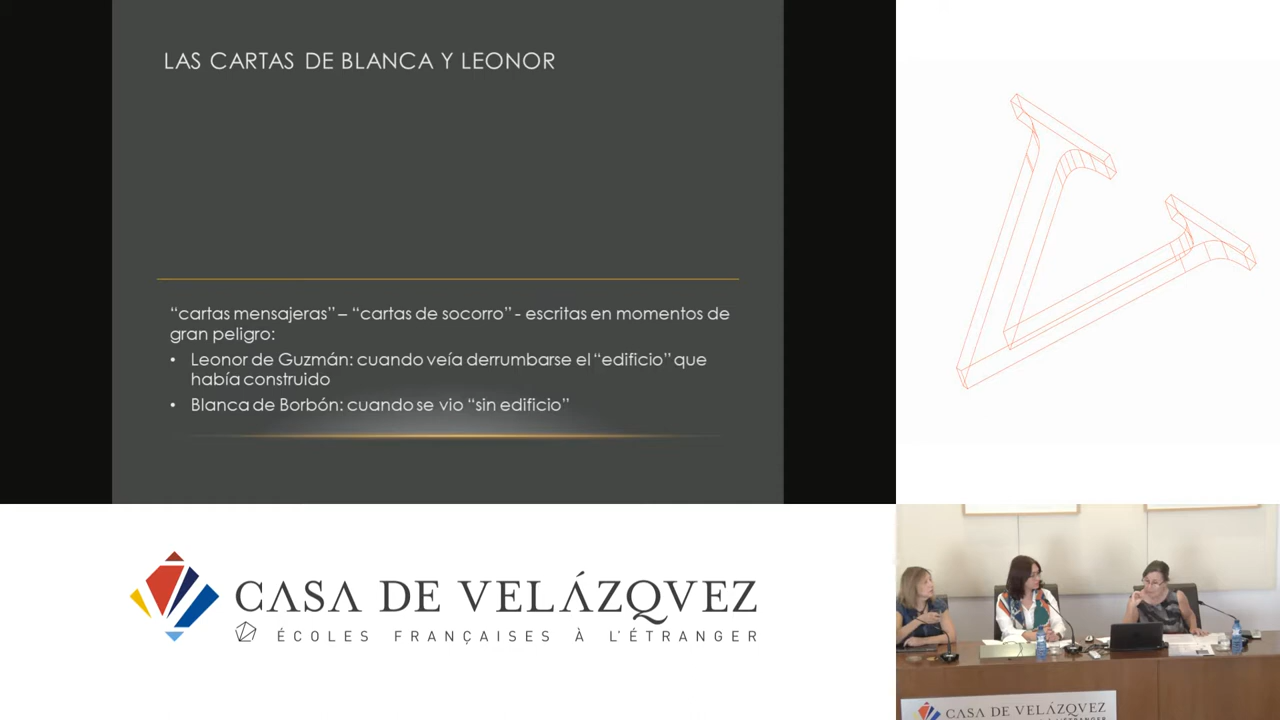 LAS CARTAS DE BLANCA Y LEONOR
“cartas mensajeras” – “cartas de socorro” - escritas en momentos de
gran peligro:
• Leonor de Guzmán: cuando veía derrumbarse el “edificio” que
había construido
• Blanca de Borbón: cuando se vio “sin edificio”
CASA DE VELÁZQVEZ
ÉCOLES FRANÇAISES À L'ÉTRANGER
CASA DE VELÁZQVEZ